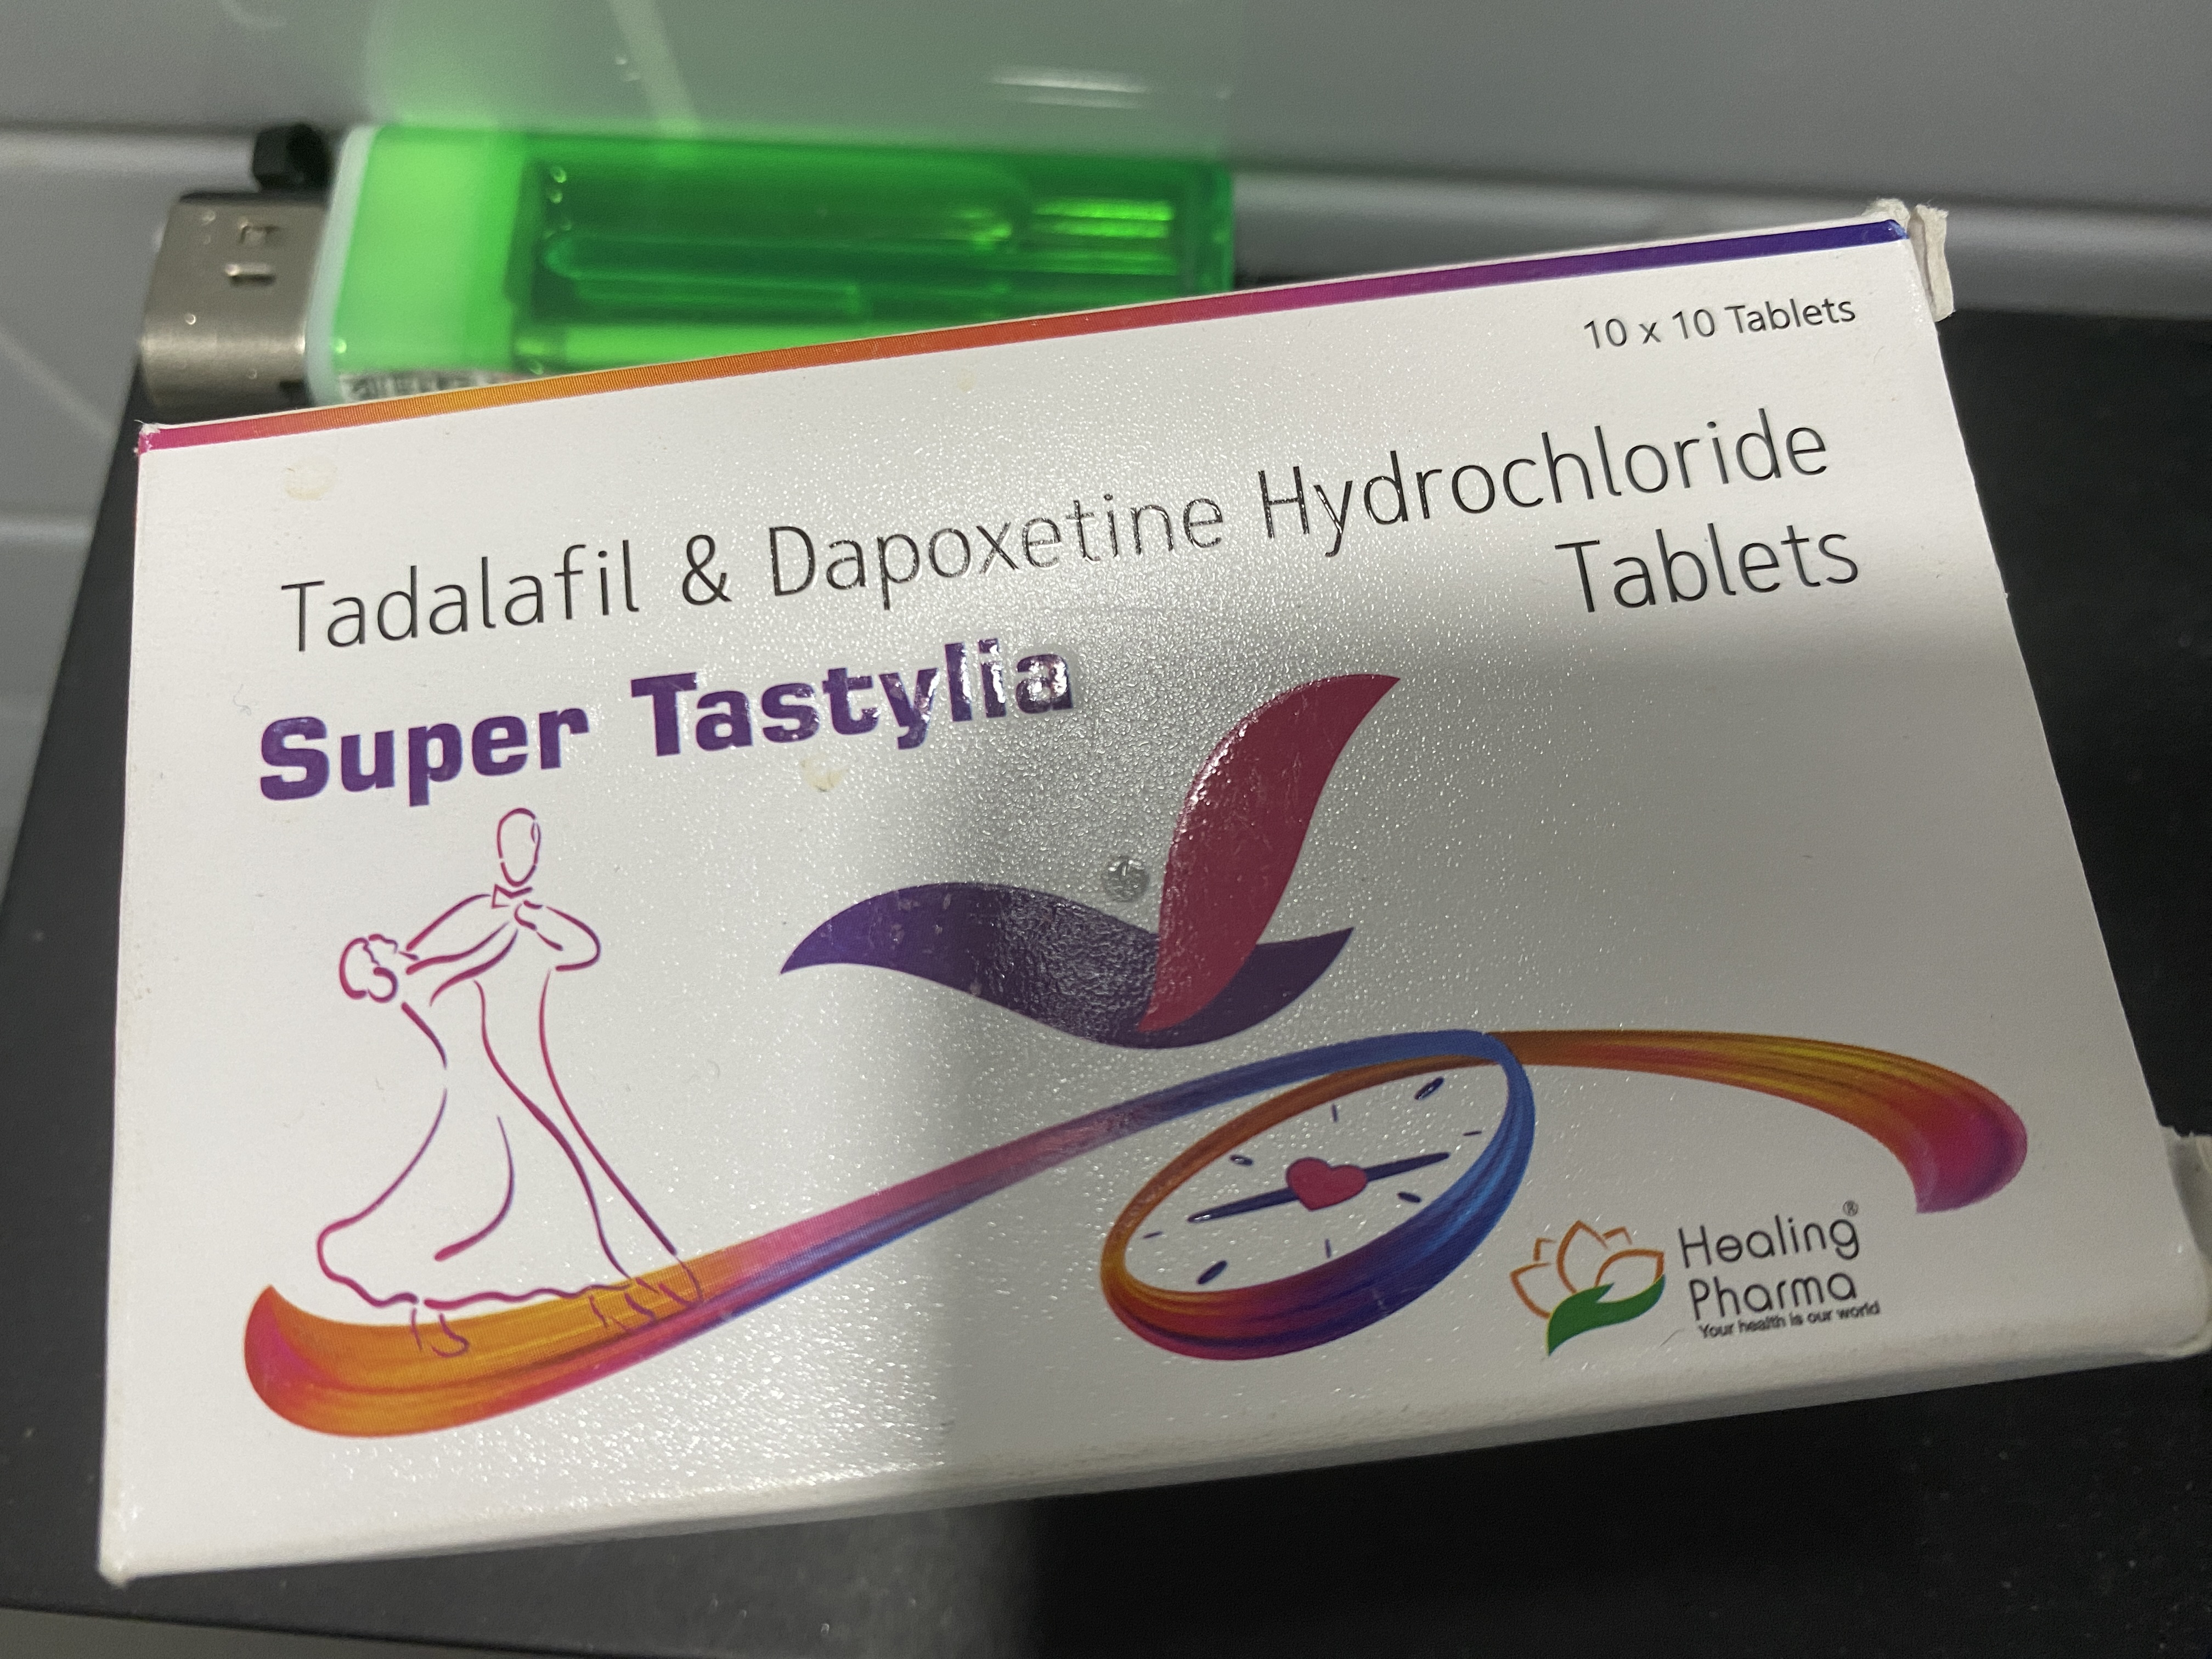 10 x 10 Tablets
Tadalafil & Dapoxetine Hydrochloride
Tablets
Super Tastylia
Healing®
Pharma
Your health is our world